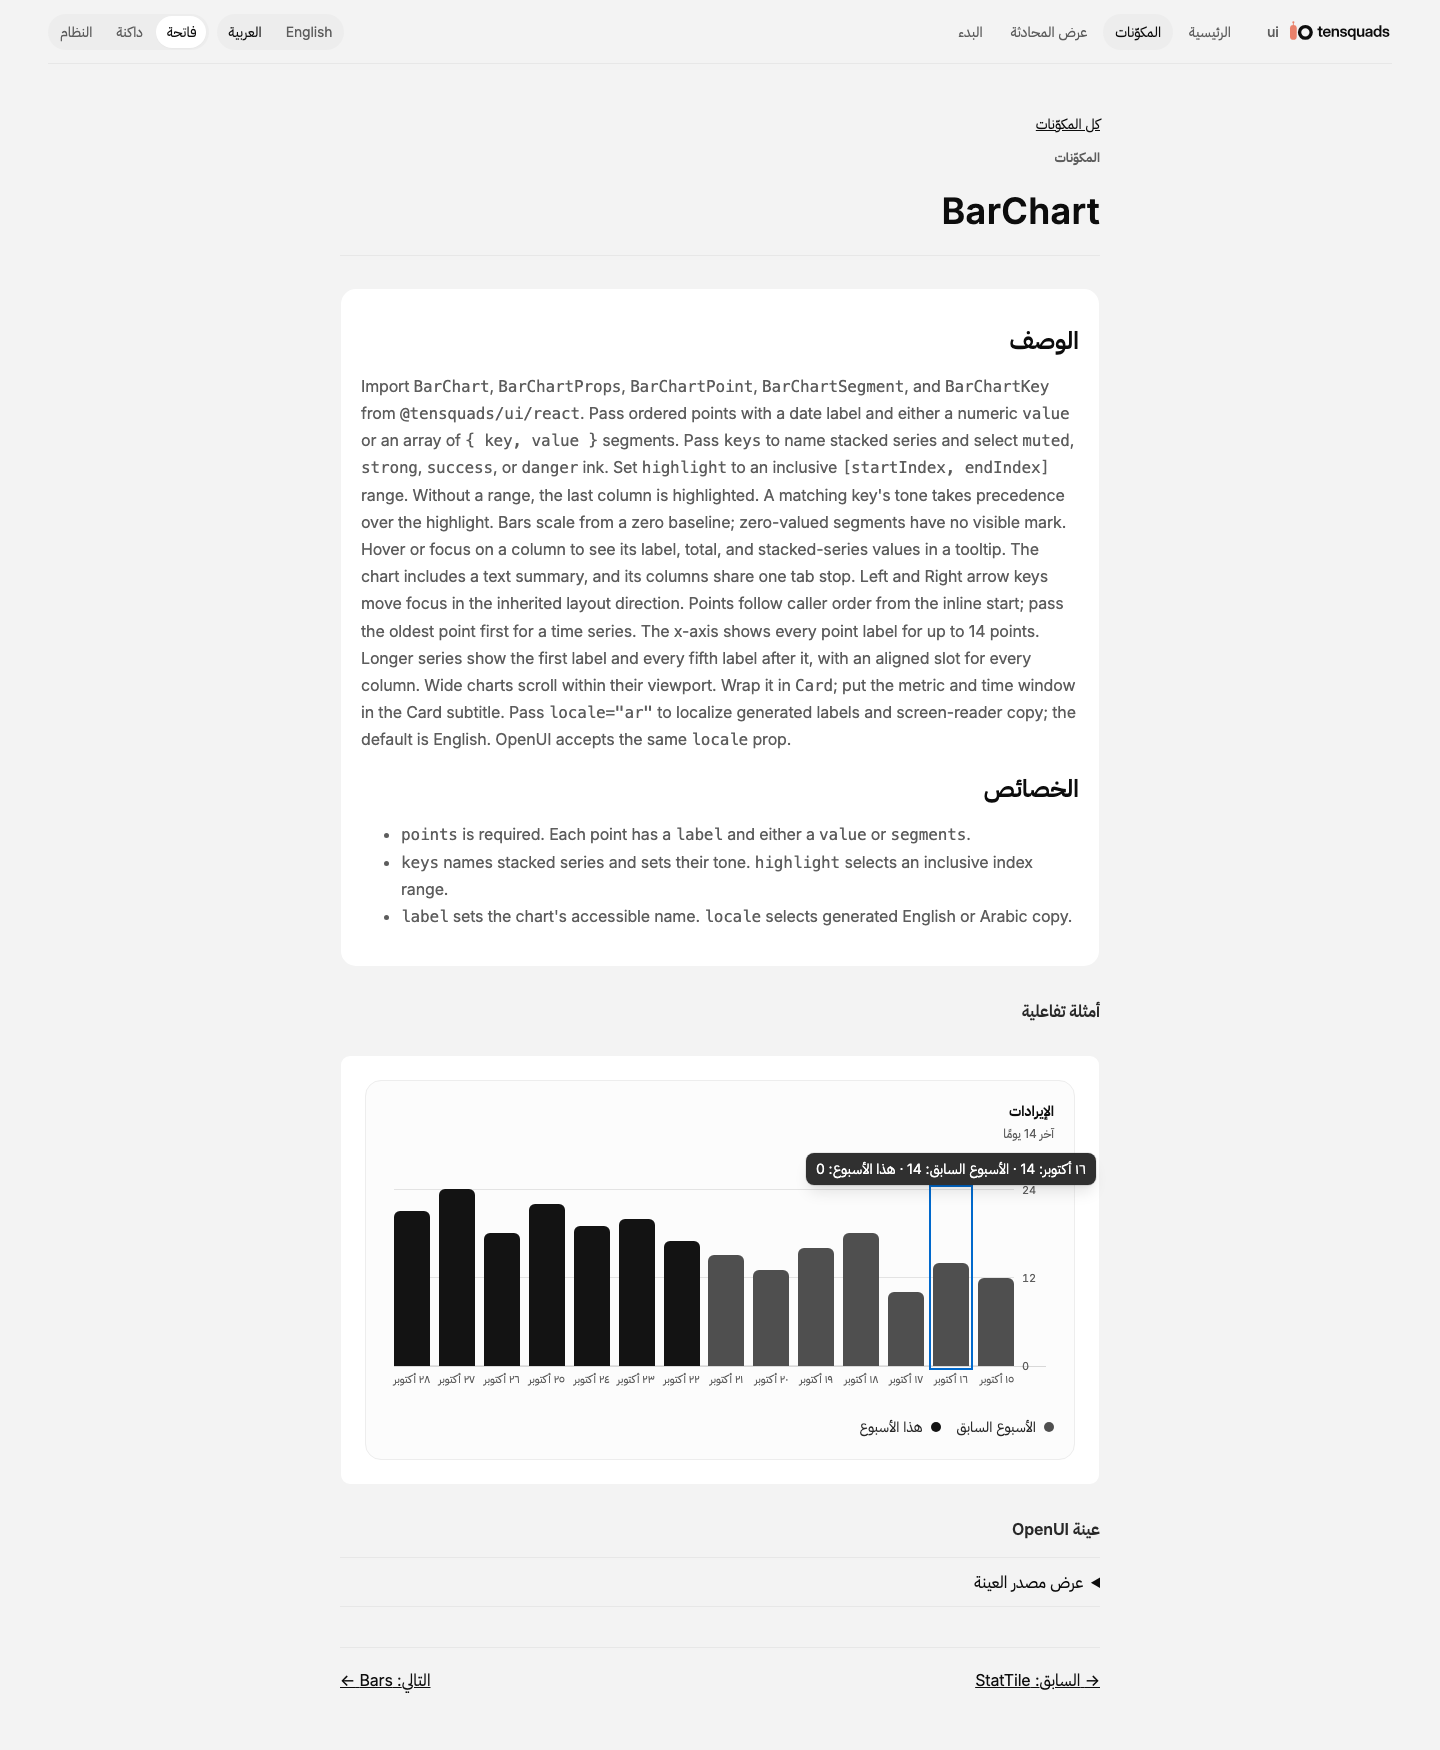 tensquads ui
الرئيسية
المكوّنات
عرض المحادثة
البدء
English
العربية
فاتحة
داكنة
النظام
كل المكوّنات
المكوّنات
BarChart
الوصف
Import BarChart, BarChartProps, BarChartPoint, BarChartSegment, and BarChartKey
from @tensquads/ui/react. Pass ordered points with a date label and either a numeric value
or an array of { key, value } segments. Pass keys to name stacked series and select muted,
strong, success, or danger ink. Set highlight to an inclusive [startIndex, endIndex]
range. Without a range, the last column is highlighted. A matching key's tone takes precedence
over the highlight. Bars scale from a zero baseline; zero-valued segments have no visible mark.
Hover or focus on a column to see its label, total, and stacked-series values in a tooltip. The
chart includes a text summary, and its columns share one tab stop. Left and Right arrow keys
move focus in the inherited layout direction. Points follow caller order from the inline start; pass
the oldest point first for a time series. The x-axis shows every point label for up to 14 points.
Longer series show the first label and every fifth label after it, with an aligned slot for every
column. Wide charts scroll within their viewport. Wrap it in Card; put the metric and time window
in the Card subtitle. Pass locale="ar" to localize generated labels and screen-reader copy; the
default is English. OpenUI accepts the same locale prop.
الخصائص
• points is required. Each point has a label and either a value or segments.
• keys names stacked series and sets their tone. highlight selects an inclusive index
range.
• label sets the chart's accessible name. locale selects generated English or Arabic copy.
أمثلة تفاعلية
الإيرادات
آخر 14 يومًا
١٦ أكتوبر: 14 · الأسبوع السابق: 14 · هذا الأسبوع: 0
24
12
0
١٥ أكتوبر
١٦ أكتوبر
١٧ أكتوبر
١٨ أكتوبر
١٩ أكتوبر
٢٠ أكتوبر
٢١ أكتوبر
٢٢ أكتوبر
٢٣ أكتوبر
٢٤ أكتوبر
٢٥ أكتوبر
٢٦ أكتوبر
٢٧ أكتوبر
٢٨ أكتوبر
الأسبوع السابق
هذا الأسبوع
عينة OpenUI
عرض مصدر العينة
→ السابق: StatTile
التالي: Bars ←